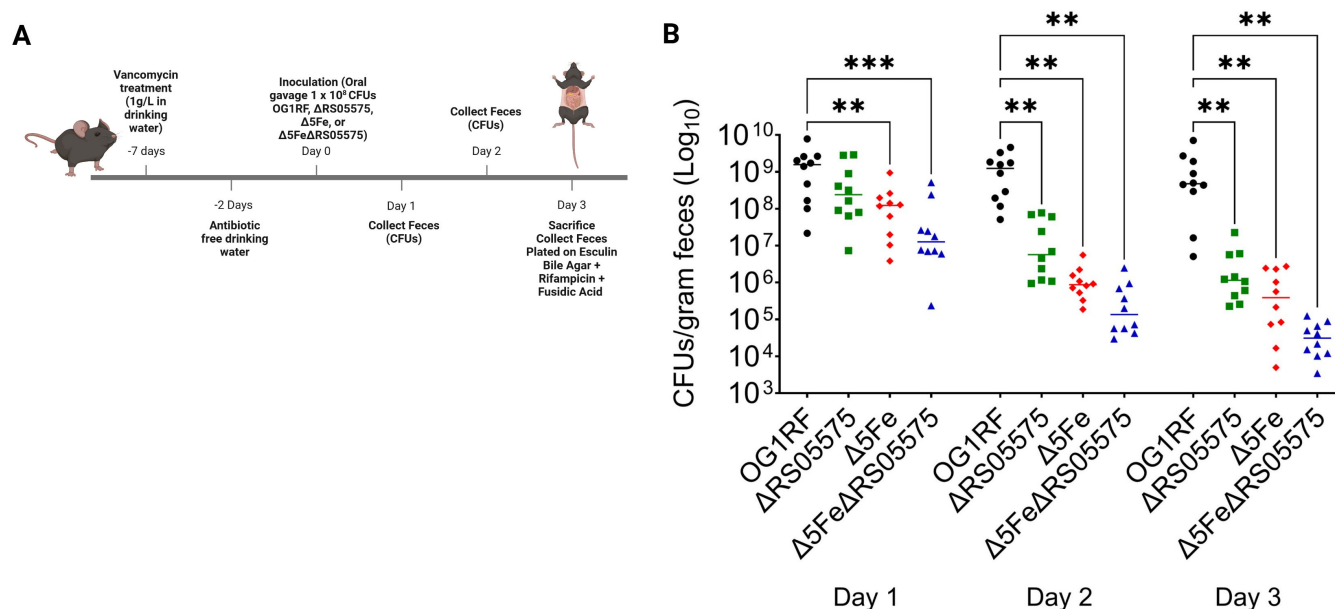 A
Vancomycin
treatment
(1g/L in
drinking
water)
-7 days
Inoculation (Oral
gavage 1 x 10⁸ CFUs
OG1RF, ΔRS05575,
Δ5Fe, or
Δ5FeΔRS05575)
Day 0
Collect Feces
(CFUs)
Day 2
-2 Days
Antibiotic
free drinking
water
Day 1
Collect Feces
(CFUs)
Day 3
Sacrifice
Collect Feces
Plated on Esculin
Bile Agar +
Rifampicin +
Fusidic Acid
B
CFUs/gram feces (Log₁₀)
10¹⁰
10⁹
10⁸
10⁷
10⁶
10⁵
10⁴
10³
***
**
**
**
**
**
**
**
OG1RF
ΔRS05575
Δ5Fe
Δ5FeΔRS05575
OG1RF
ΔRS05575
Δ5Fe
Δ5FeΔRS05575
OG1RF
ΔRS05575
Δ5Fe
Δ5FeΔRS05575
Day 1
Day 2
Day 3